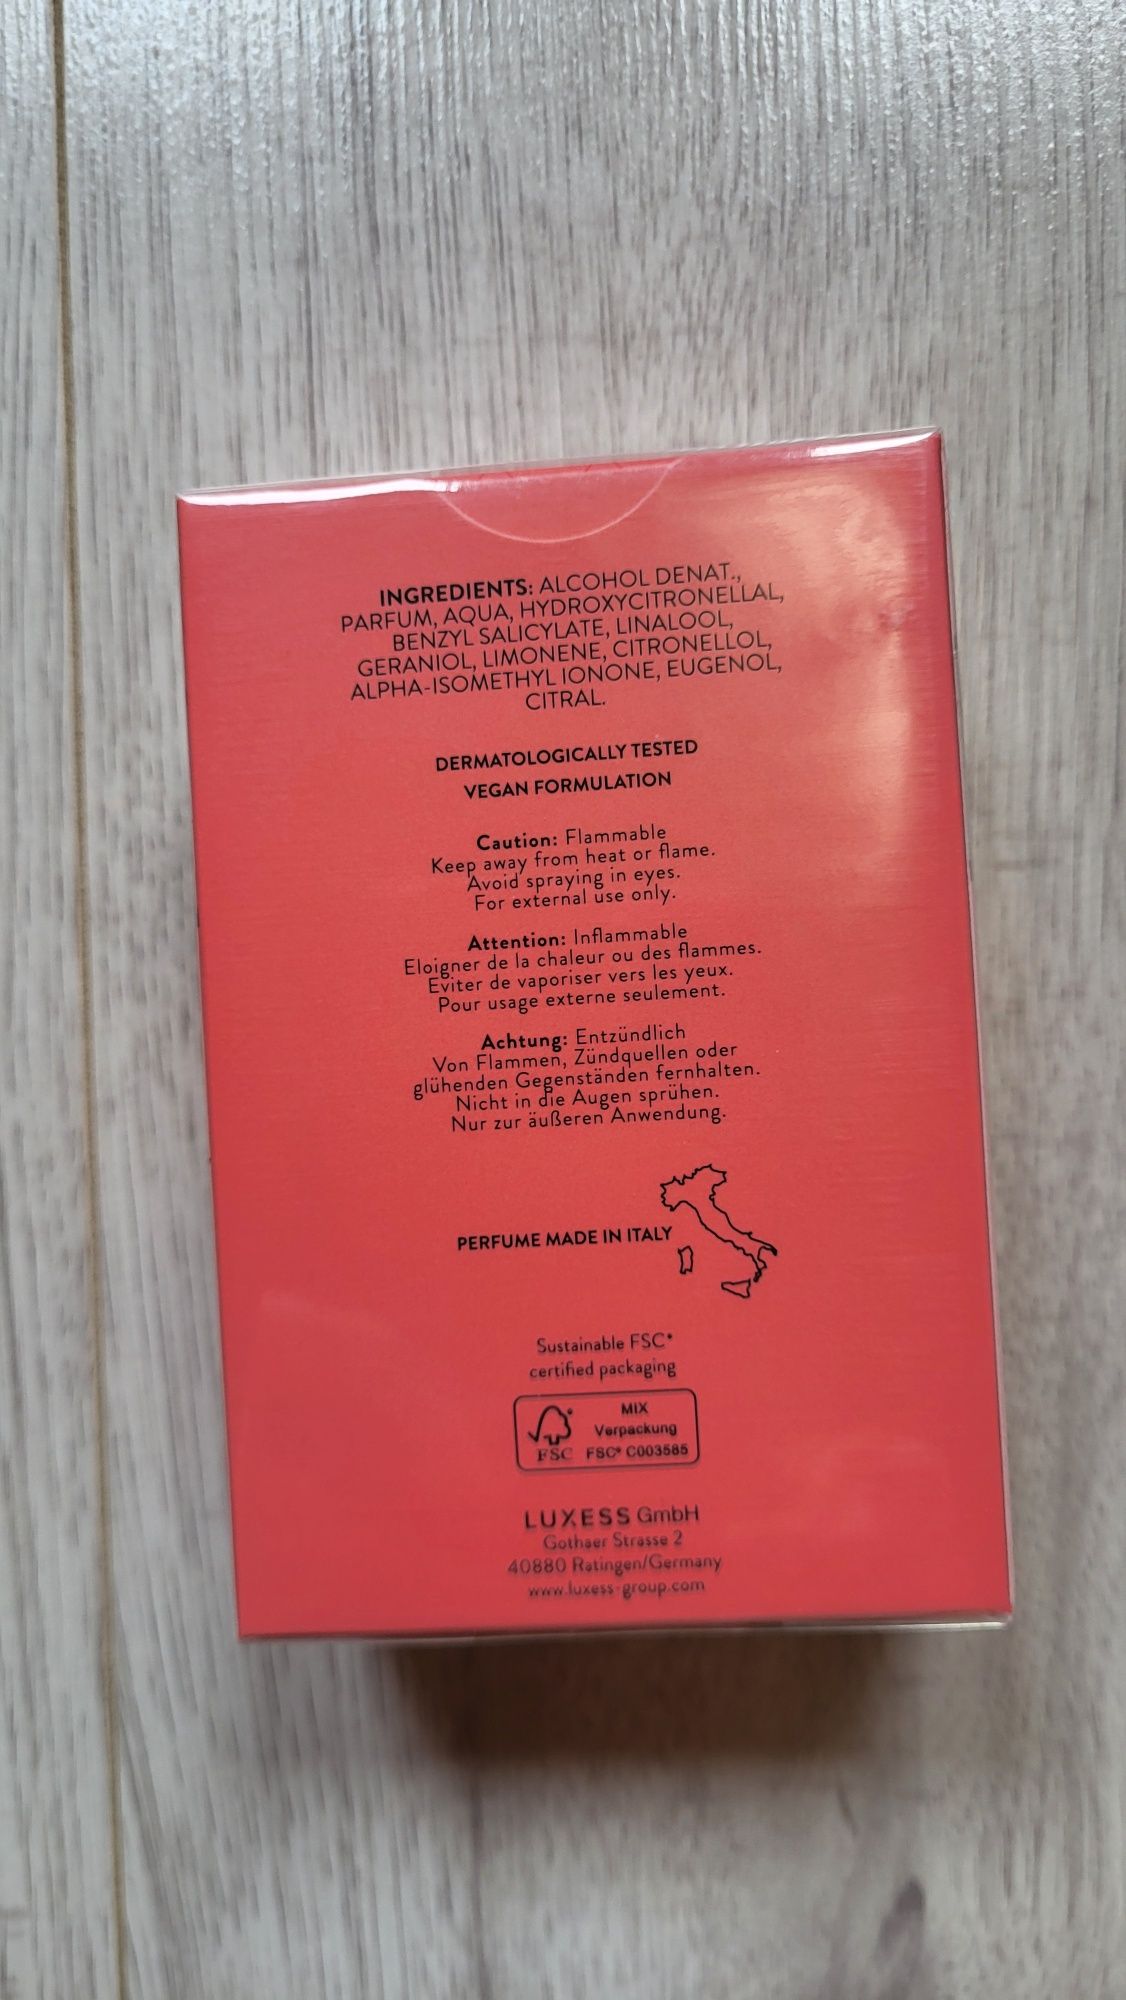 INGREDIENTS: ALCOHOL DENAT.,
PARFUM, AQUA, HYDROXYCITRONELLAL,
BENZYL SALICYLATE, LINALOOL,
GERANIOL, LIMONENE, CITRONELLOL,
ALPHA-ISOMETHYL IONONE, EUGENOL,
CITRAL.
DERMATOLOGICALLY TESTED
VEGAN FORMULATION
Caution: Flammable
Keep away from heat or flame.
Avoid spraying in eyes.
For external use only.
Attention: Inflammable
Eloigner de la chaleur ou des flammes.
Eviter de vaporiser vers les yeux.
Pour usage externe seulement.
Achtung: Entzündlich
Von Flammen, Zündquellen oder
glühenden Gegenständen fernhalten.
Nicht in die Augen sprühen.
Nur zur äußeren Anwendung.
PERFUME MADE IN ITALY
Sustainable FSC®
certified packaging
MIX
Verpackung
FSC FSC® C003585
LUXESS GmbH
Gothaer Strasse 2
40880 Ratingen/Germany
www.luxess-group.com